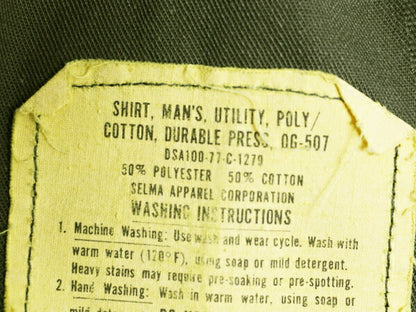 SHIRT, MAN'S, UTILITY, POLY/
COTTON, DURABLE PRESS, OG-507
DSA100-77-C-1279
50% POLYESTER 50% COTTON
SELMA APPAREL CORPORATION
WASHING INSTRUCTIONS
1. Machine Washing: Use wash and wear cycle. Wash with
warm water (120°F), using soap or mild detergent.
Heavy stains may require pre-soaking or pre-spotting.
2. Hand Washing: Wash in warm water, using soap or
mild